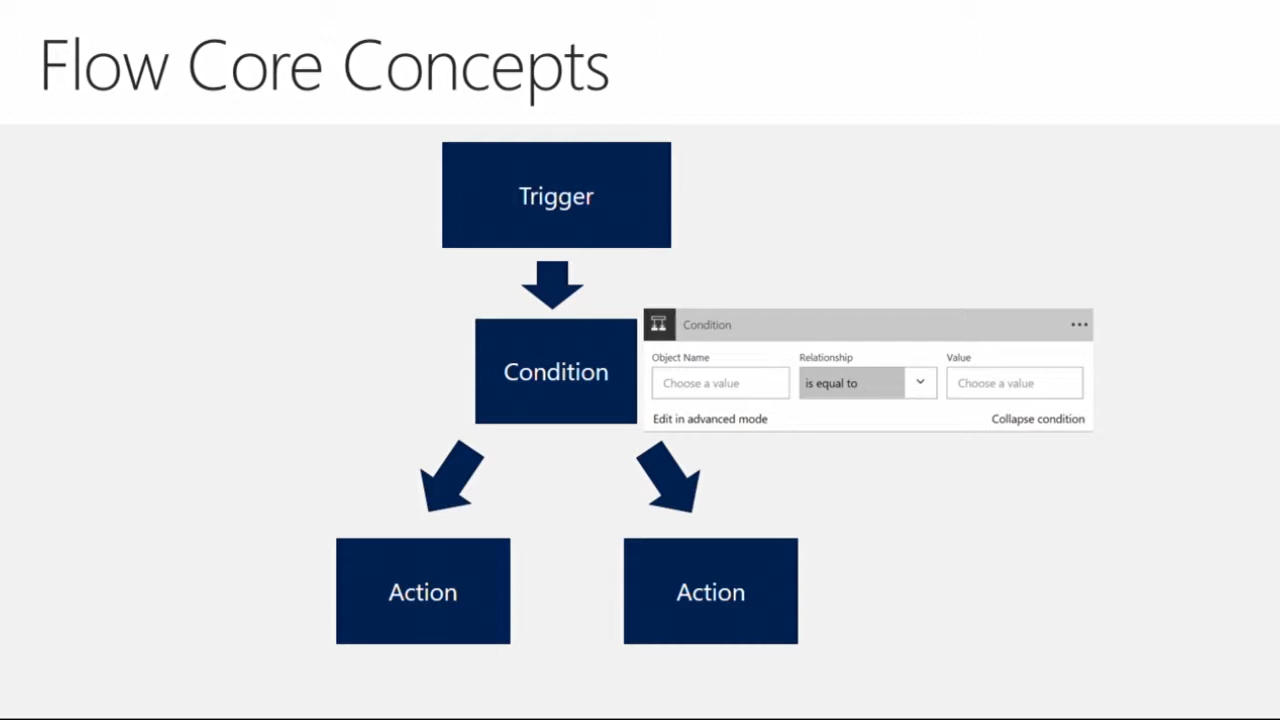 Flow Core Concepts
Trigger
Condition
Condition
Object Name Relationship Value
Choose a value is equal to Choose a value
Edit in advanced mode Collapse condition
Action Action